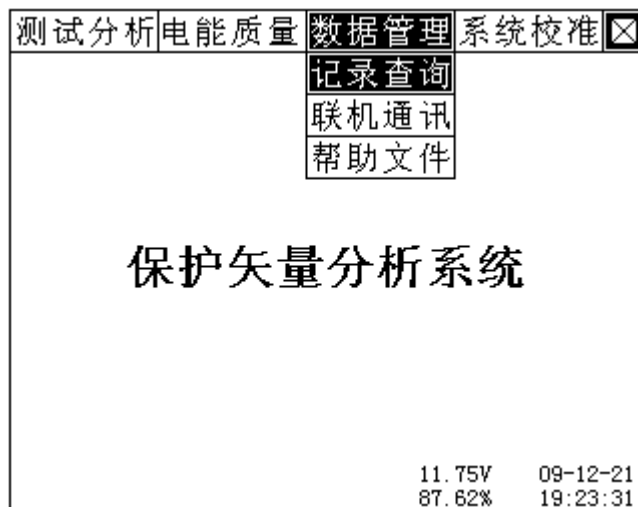 测试分析 电能质量 数据管理 系统校准
记录查询
联机通讯
帮助文件
保护矢量分析系统
11.75V 09-12-21
87.62% 19:23:31